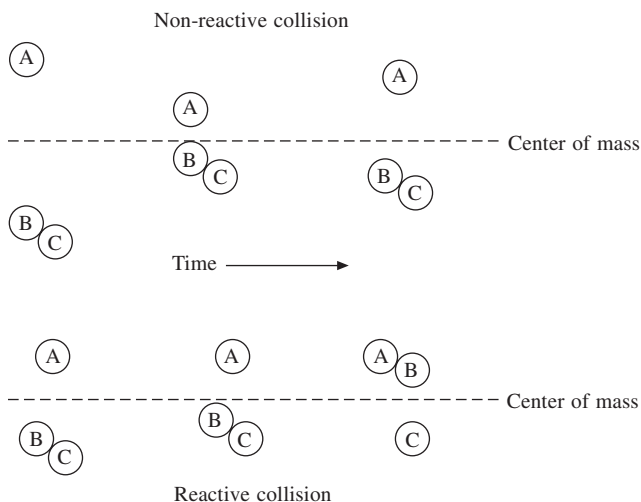 Non-reactive collision
A
A
A
Center of mass
B
C
B
C
B
C
Time
A
A
A
B
Center of mass
B
C
B
C
C
Reactive collision